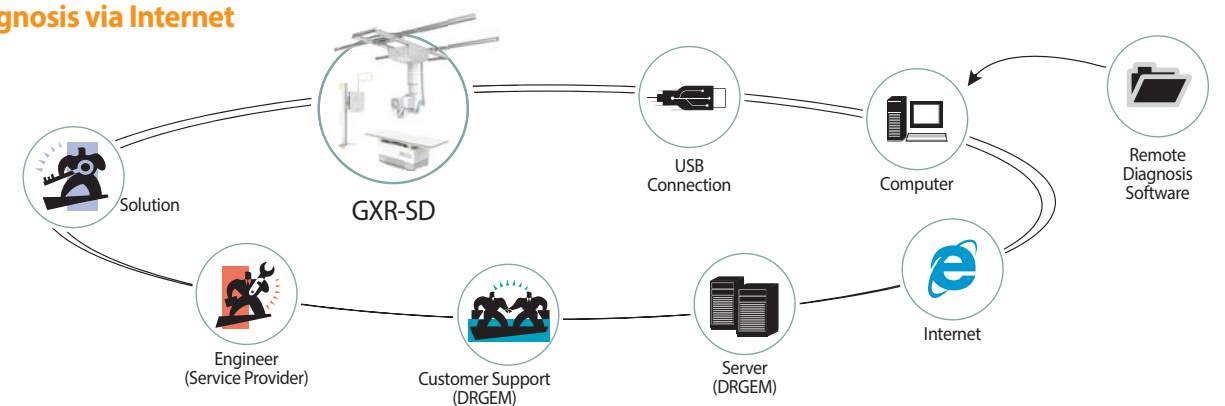 gnosis via Internet
Solution
GXR-SD
USB
Connection
Computer
Remote
Diagnosis
Software
Internet
Server
(DRGEM)
Customer Support
(DRGEM)
Engineer
(Service Provider)